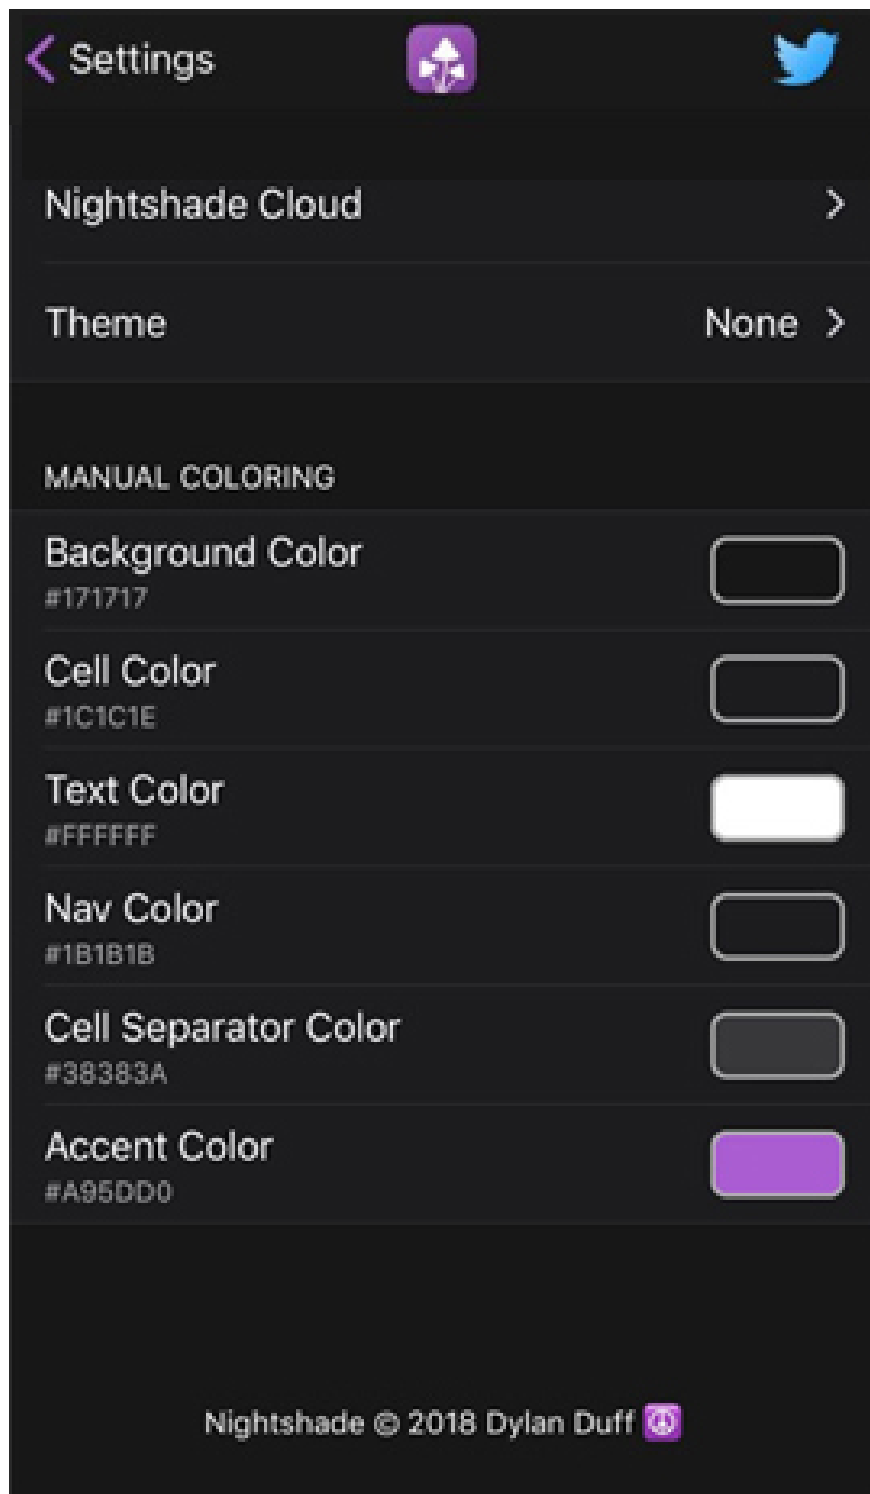 Settings
Nightshade Cloud
Theme None
MANUAL COLORING
Background Color
#171717
Cell Color
#1C1C1E
Text Color
#FFFFFF
Nav Color
#1B1B1B
Cell Separator Color
#38383A
Accent Color
#A95DD0
Nightshade © 2018 Dylan Duff ☮️